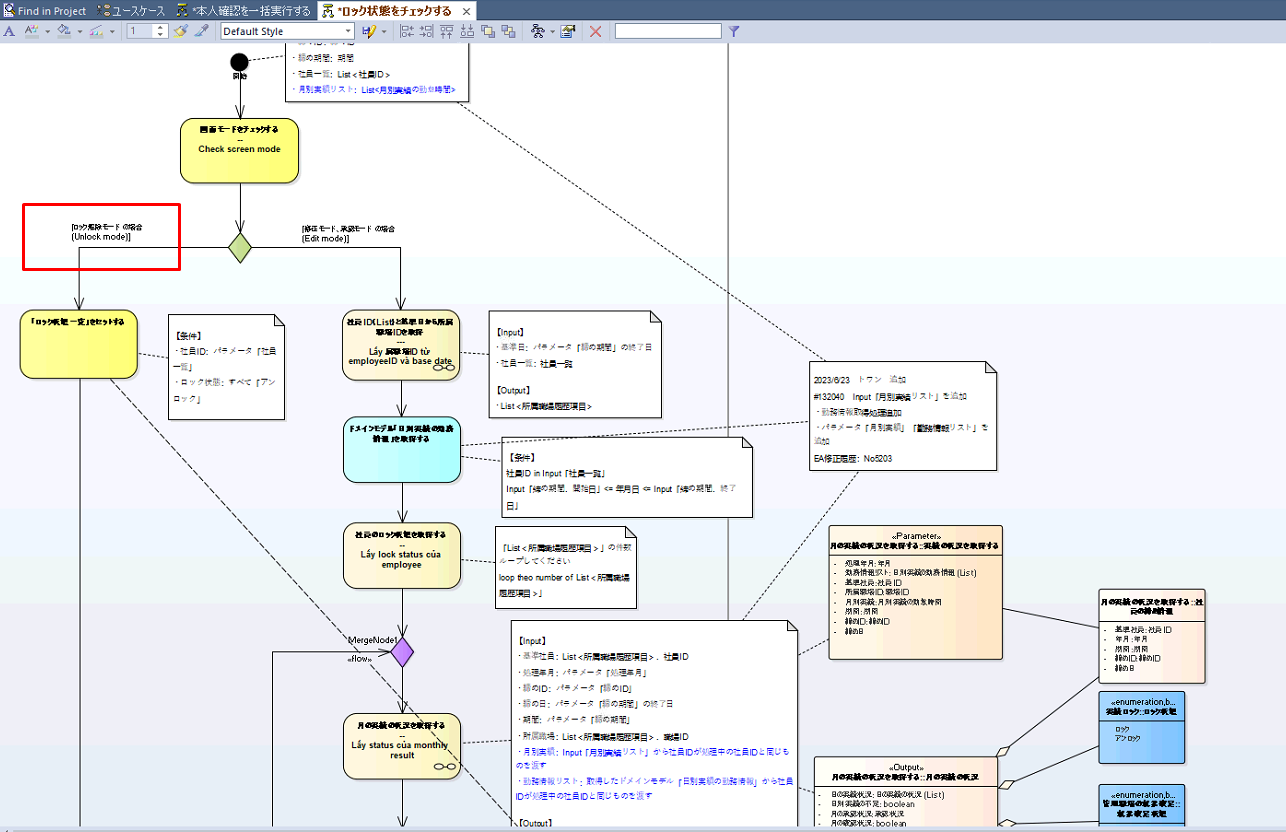 Find in Project
ユースケース
*本人確認を一括実行する
*ロック状態をチェックする
1
Default Style
・締の期間：期間
・社員一覧：List＜社員ID＞
・月別実績リスト：List<月別実績の勤怠時間>
開始
画面モードをチェックする
--
Check screen mode
[ロック解除モード の場合
(Unlock mode)]
[修正モード、承認モード の場合
(Edit mode)]
「ロック状態一覧」をセットする
【条件】
・社員ID：パラメータ「社員
一覧」
・ロック状態：すべて「アン
ロック」
社員ID(List)と基準日から所属
職場IDを取得
--
Lấy 属職場ID từ
employeeID và base date
【Input】
・基準日：パラメータ「締の期間」の終了日
・社員一覧：社員一覧
【Output】
・List＜所属職場履歴項目＞
2023/6/23　トゥン　追加
#132040　Input「月別実績リスト」を追加
・勤務情報取得処理追加
・パラメータ「月別実績」「勤務情報リスト」を
追加
EA修正履歴：No5203
ドメインモデル「日別実績の勤務
情報」を取得する
【条件】
社員ID in Input「社員一覧」
Input「締の期間．開始日」<= 年月日 <= Input「締の期間．終了
日」
社員のロック状態を取得する
--
Lấy lock status của
employee
「List＜所属職場履歴項目＞」の件数
ループしてください
loop theo number of List＜所属職場
履歴項目＞」
MergeNode1
«flow»
月の実績の状況を取得する
--
Lấy status của monthly
result
【Input】
・基準社員：List＜所属職場履歴項目＞．社員ID
・処理年月：パラメータ「処理年月」
・締めID：パラメータ「締めID」
・締め日：パラメータ「締め期間」の終了日
・期間：パラメータ「締め期間」
・所属職場：List＜所属職場履歴項目＞．職場ID
・月別実績：Input「月別実績リスト」から社員IDが処理中の社員IDと同じも
のを渡す
・勤務情報リスト：取得したドメインモデル「日別実績の勤務情報」から社員
IDが処理中の社員IDと同じものを渡す
【Output】
«Parameter»
月の実績の状況を取得する::実績の状況を取得する
- 処理年月: 年月
- 勤務情報リスト: 日別実績の勤務情報 (List)
- 基準社員: 社員ID
- 所属職場ID: 職場ID
- 月別実績: 月別実績の勤怠時間
- 期間: 期間
- 締めID: 締めID
- 締め日
月の実績の状況を取得する::社
員の締め情報
- 基準社員: 社員ID
- 年月: 年月
- 期間: 期間
- 締めID: 締めID
- 締め日
«enumeration,b...
実績ロック::ロック状態
ロック
アンロック
«Output»
月の実績の状況を取得する::月の実績の状況
- 日の実績状況: 日の実績の状況 (List)
- 日別実績の不足: boolean
- 月の承認状況: 承認状況
- 月の確認状況: boolean
«enumeration,b...
管理職場の就業確定::
就業確定状態